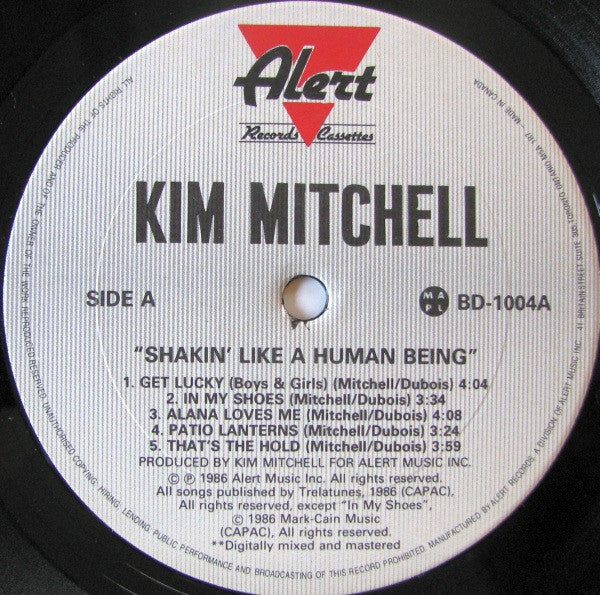 Alert
Records Cassettes
KIM MITCHELL
SIDE A
M A
P L
BD-1004A
"SHAKIN' LIKE A HUMAN BEING"
1. GET LUCKY (Boys & Girls) (Mitchell/Dubois) 4:04
2. IN MY SHOES (Mitchell/Dubois) 3:34
3. ALANA LOVES ME (Mitchell/Dubois) 4:08
4. PATIO LANTERNS (Mitchell/Dubois) 3:24
5. THAT'S THE HOLD (Mitchell/Dubois) 3:59
PRODUCED BY KIM MITCHELL FOR ALERT MUSIC INC.
© ℗ 1986 Alert Music Inc. All rights reserved.
All songs published by Trelatunes, 1986 (CAPAC),
All rights reserved, except "In My Shoes",
© 1986 Mark-Cain Music
(CAPAC), All rights reserved.
**Digitally mixed and mastered
ALL RIGHTS OF THE PRODUCER AND OF THE OWNER OF THE WORK REPRODUCED RESERVED. UNAUTHORISED COPYING, HIRING, LENDING, PUBLIC PERFORMANCE AND BROADCASTING OF THIS RECORD PROHIBITED. MANUFACTURED BY ALERT RECORDS, A DIVISION OF ALERT MUSIC INC. 41 BRITAIN STREET SUITE 305 TORONTO ONTARIO M5A 1R7 - MADE IN CANADA